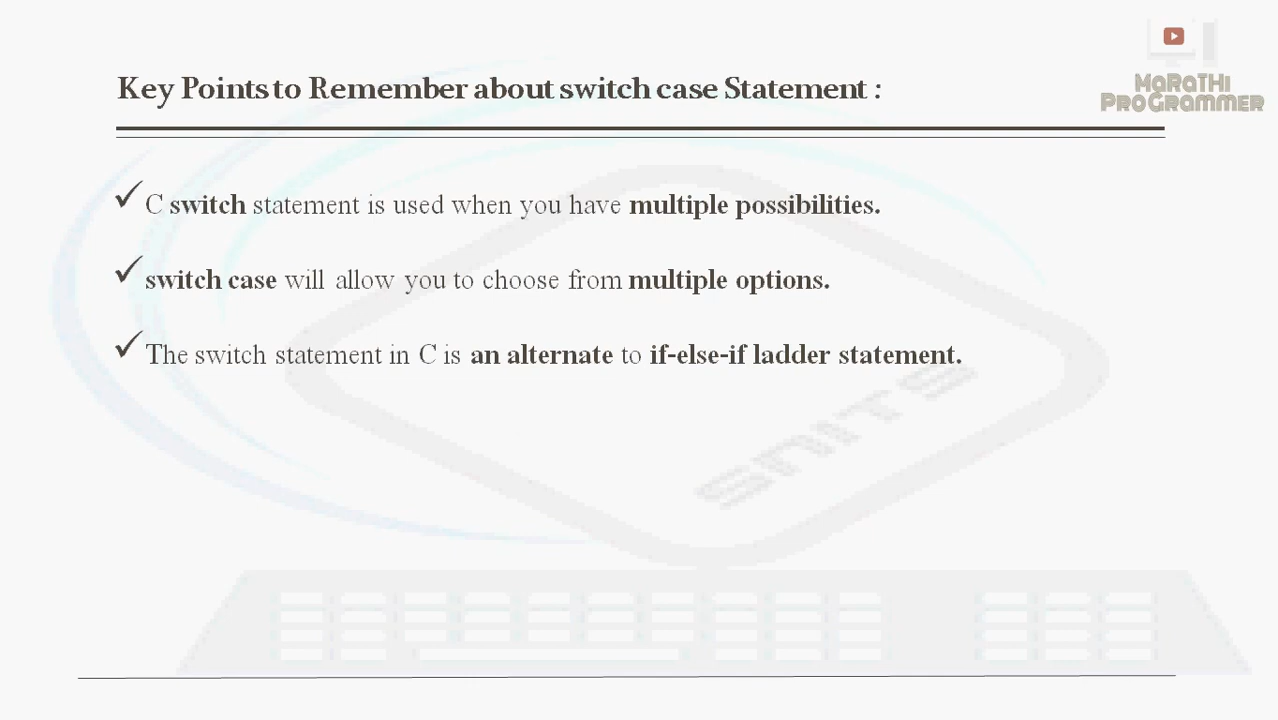 MaRaTHi
PRoGRammER
Key Points to Remember about switch case Statement :
C switch statement is used when you have multiple possibilities.
switch case will allow you to choose from multiple options.
The switch statement in C is an alternate to if-else-if ladder statement.
SNITS